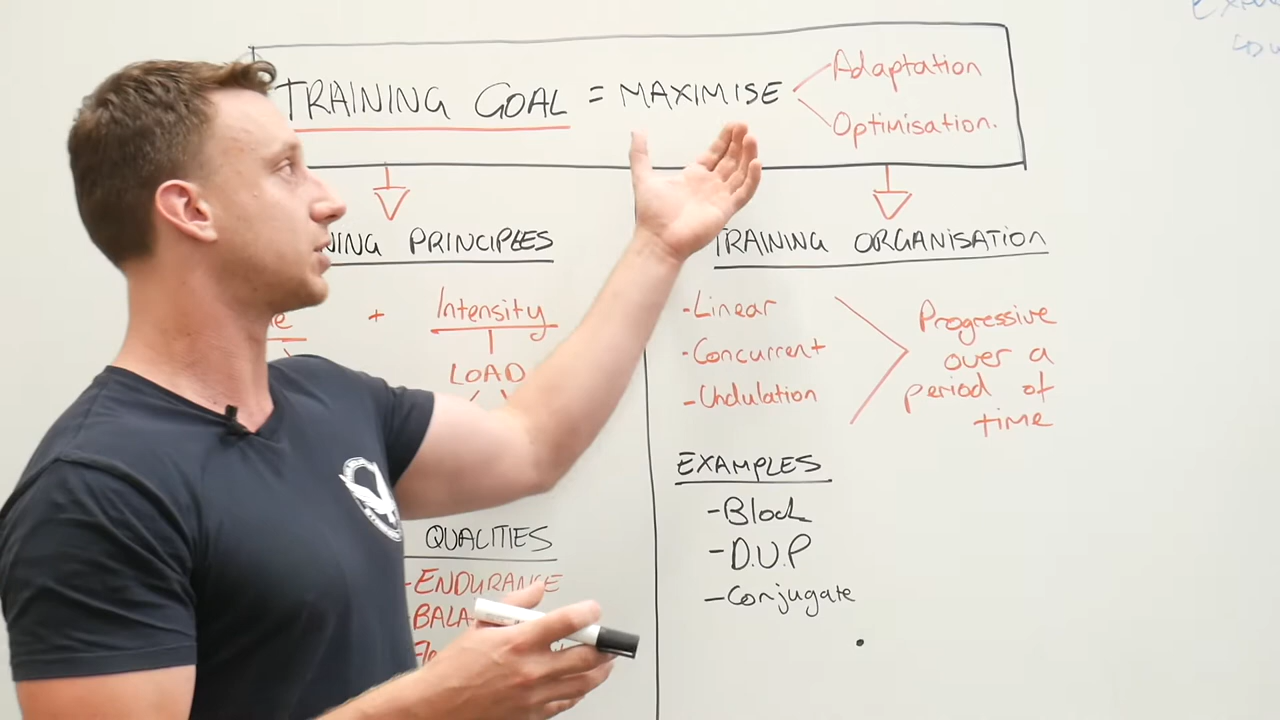 TRAINING GOAL = MAXIMISE
Adaptation
Optimisation.
PRINCIPLES
+ Intensity
LOAD
QUALITIES
-ENDURANCE
TRAINING ORGANISATION
-Linear
-Concurrent
-Undulation
Progressive
over a
period of
time
EXAMPLES
-Block
-D.U.P
-Conjugate